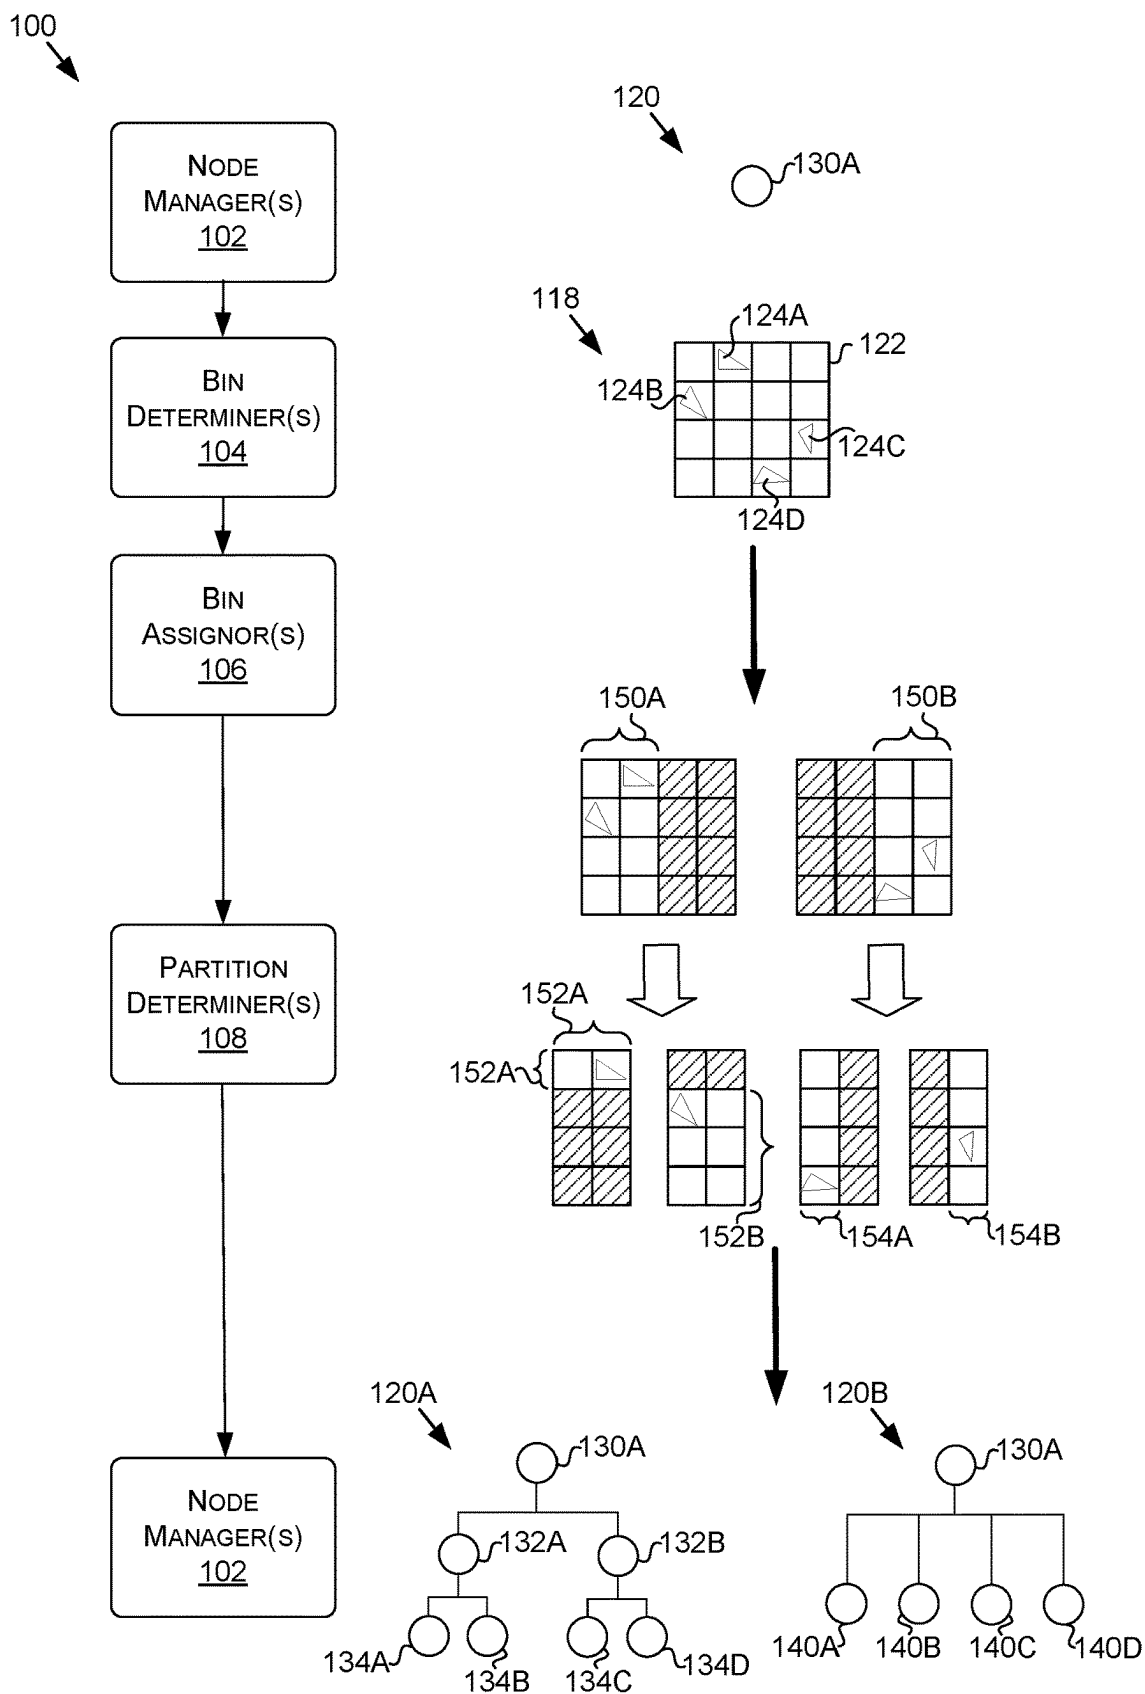 100
NODE
MANAGER(S)
102
120
130A
118
124A
122
124B
124C
124D
BIN
DETERMINER(S)
104
BIN
ASSIGNOR(S)
106
150A
150B
PARTITION
DETERMINER(S)
108
152A
152A
152B
154A
154B
120A
120B
130A
130A
NODE
MANAGER(S)
102
132A
132B
134A
134B
134C
134D
140A
140B
140C
140D